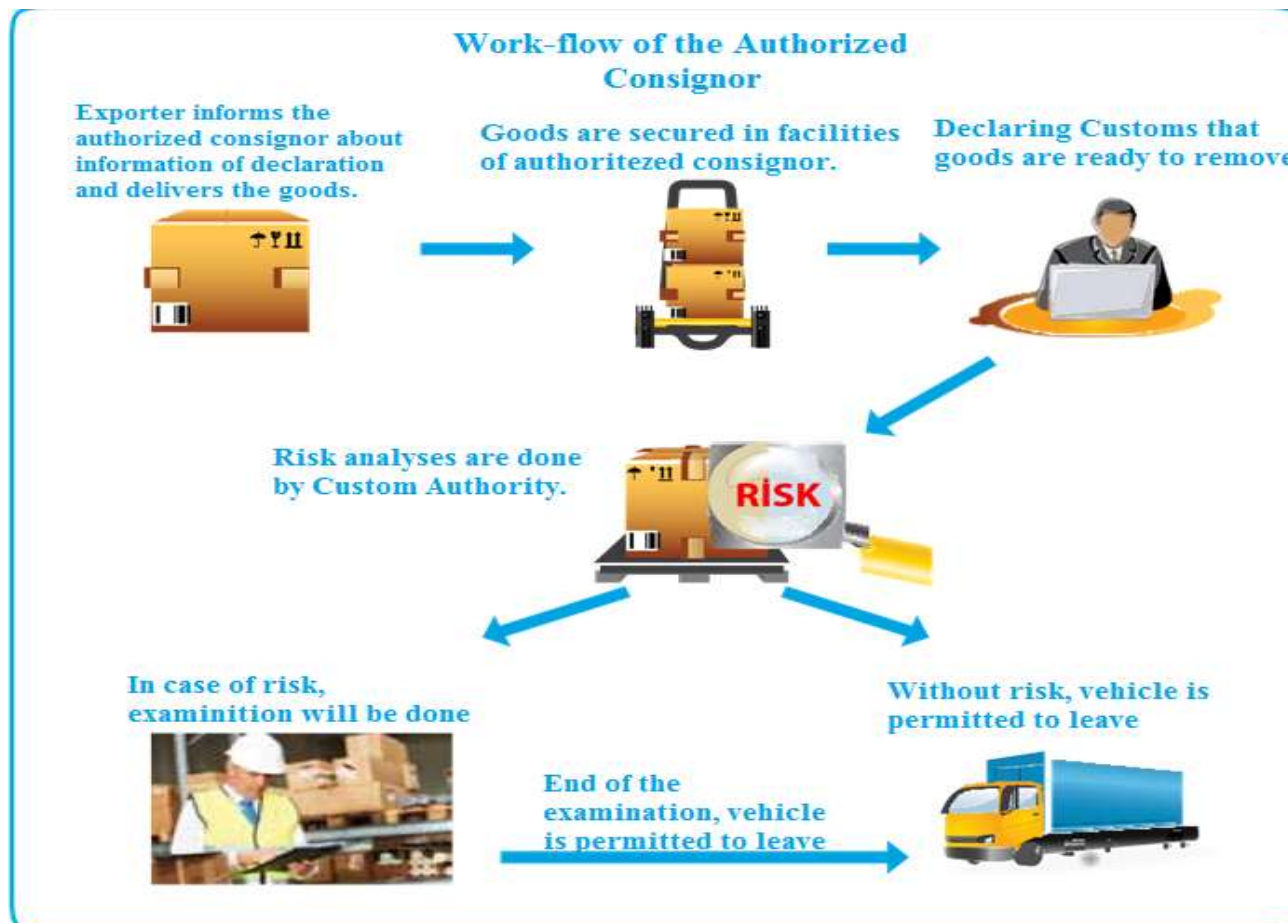 Work-flow of the Authorized
Consignor
Exporter informs the
authorized consignor about
information of declaration
and delivers the goods.
Goods are secured in facilities
of authoritezed consignor.
Declaring Customs that
goods are ready to remove
Risk analyses are done
by Custom Authority.
RİSK
In case of risk,
examinition will be done
Without risk, vehicle is
permitted to leave
End of the
examination, vehicle
is permitted to leave